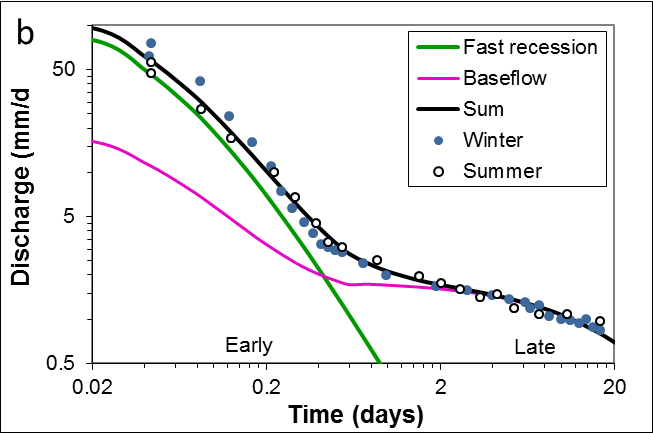 b
Fast recession
Baseflow
Sum
Winter
Summer
Discharge (mm/d)
50
5
0.5
Early
Late
0.02
0.2
2
20
Time (days)